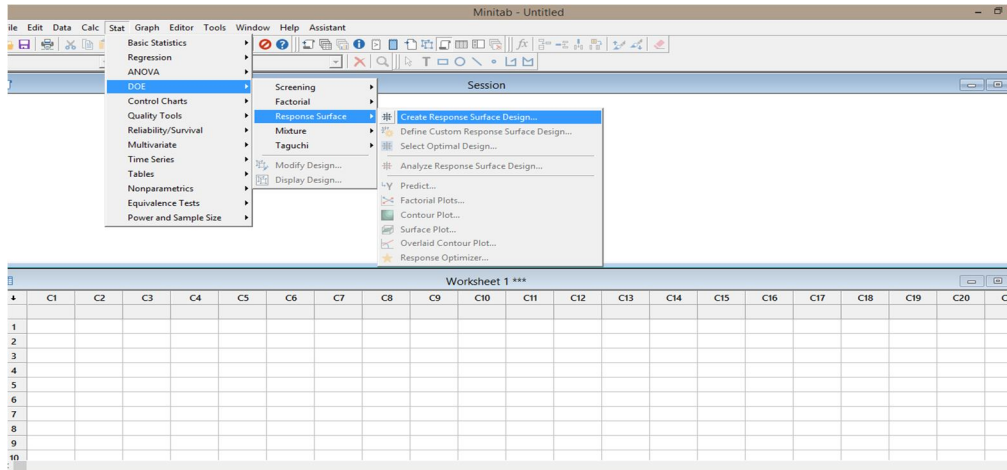 Minitab - Untitled
ile Edit Data Calc Stat Graph Editor Tools Window Help Assistant
Basic Statistics
Regression
ANOVA
DOE
Control Charts
Quality Tools
Reliability/Survival
Multivariate
Time Series
Tables
Nonparametrics
Equivalence Tests
Power and Sample Size
Screening
Factorial
Response Surface
Mixture
Taguchi
Modify Design...
Display Design...
Create Response Surface Design...
Define Custom Response Surface Design...
Select Optimal Design...
Analyze Response Surface Design...
Predict...
Factorial Plots...
Contour Plot...
Surface Plot...
Overlaid Contour Plot...
Response Optimizer...
Session
Worksheet 1 ***
C1 C2 C3 C4 C5 C6 C7 C8 C9 C10 C11 C12 C13 C14 C15 C16 C17 C18 C19 C20 C
1
2
3
4
5
6
7
8
9
10